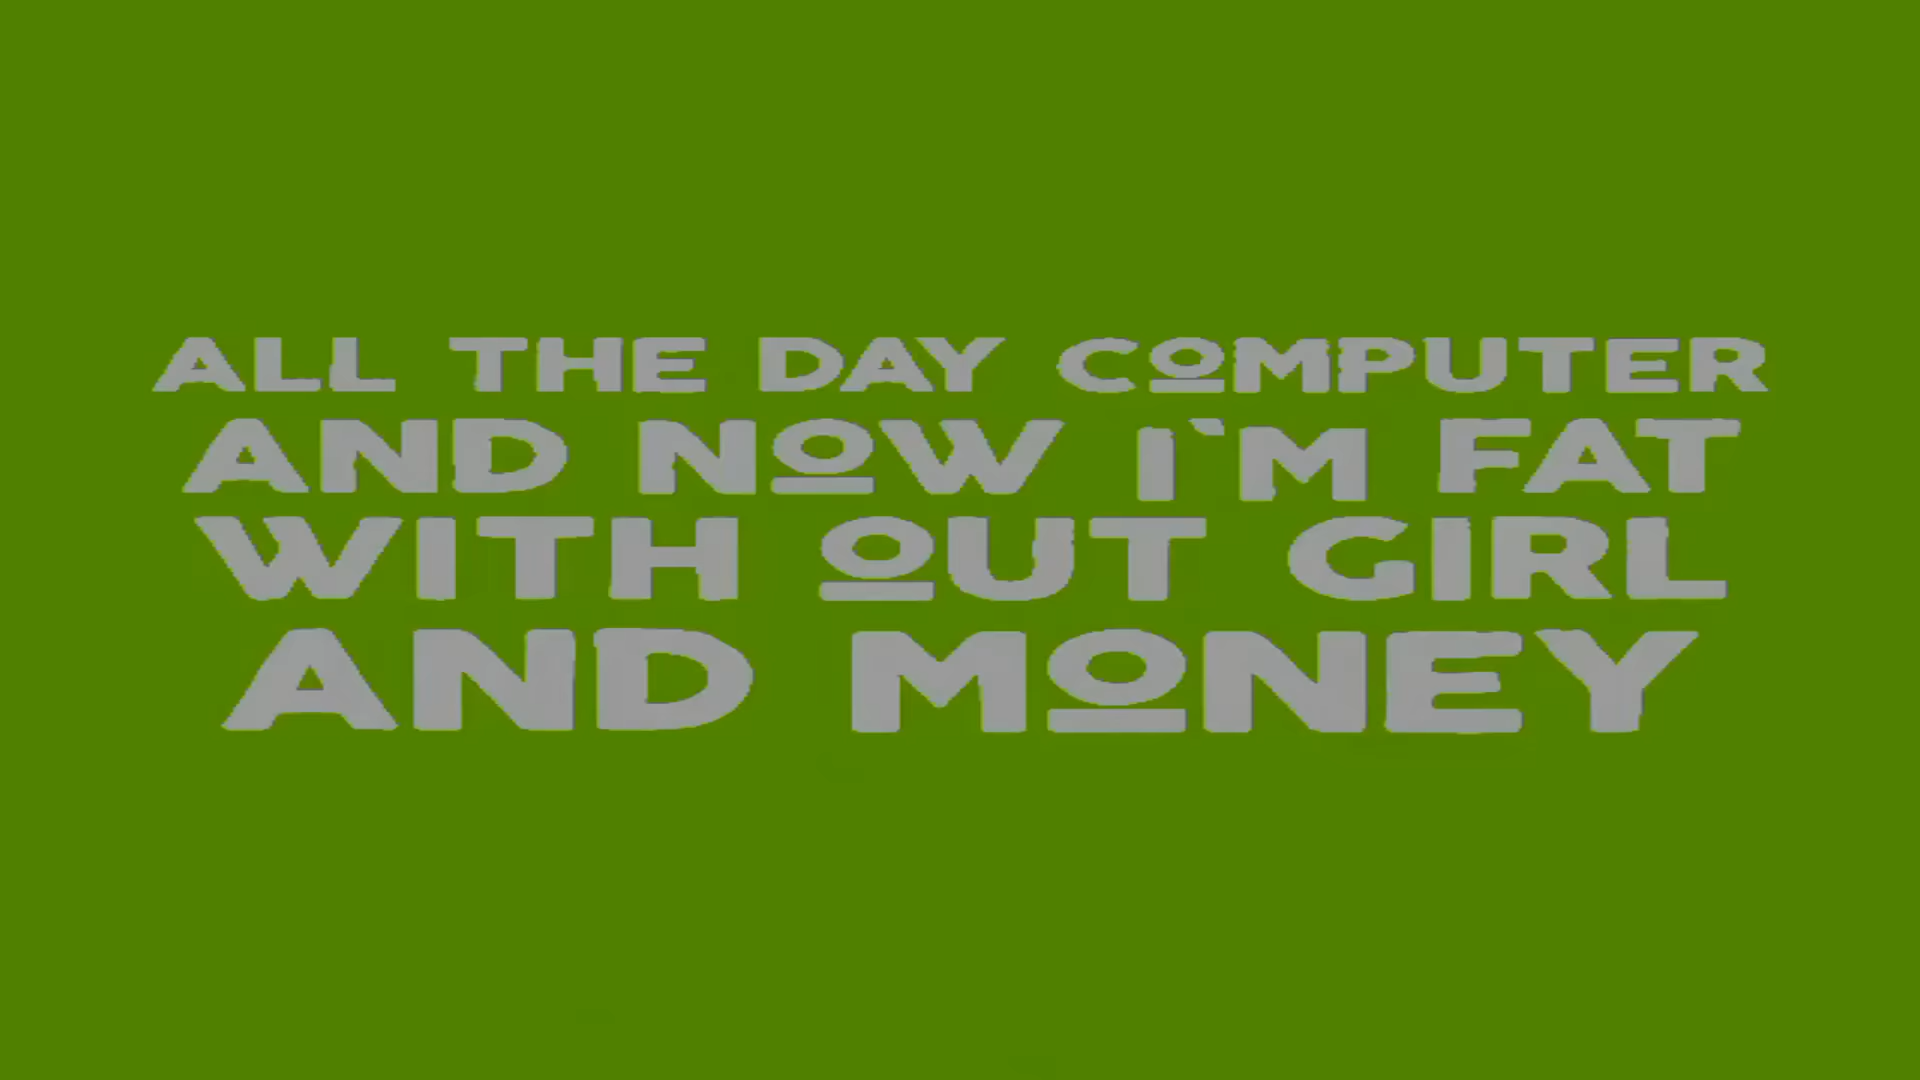 ALL THE DAY COMPUTER
AND NOW I`M FAT
WITH OUT GIRL
AND MONEY